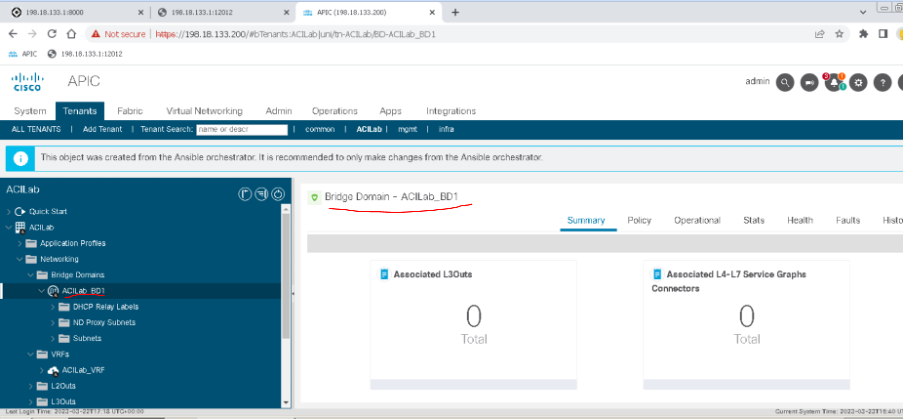 198.18.133.1:8000
198.18.133.1:12012
APIC (198.18.133.200)
Not secure | https://198.18.133.200/#bTenants:ACILab|uni/tn-ACILab/BD-ACILab_BD1
APIC 198.18.133.1:12012
CISCO APIC
admin
System Tenants Fabric Virtual Networking Admin Operations Apps Integrations
ALL TENANTS | Add Tenant | Tenant Search: name or descr | common | ACILab | mgmt | infra
This object was created from the Ansible orchestrator. It is recommended to only make changes from the Ansible orchestrator.
ACILab
Quick Start
ACILab
Application Profiles
Networking
Bridge Domains
ACILab_BD1
DHCP Relay Labels
ND Proxy Subnets
Subnets
VRFs
ACILab_VRF
L2Outs
L3Outs
Bridge Domain - ACILab_BD1
Summary Policy Operational Stats Health Faults Histo
Associated L3Outs
0
Total
Associated L4-L7 Service Graphs
Connectors
0
Total
Last Login Time: 2022-02-22T17:13 UTC+00:00
Current System Time: 2022-02-22T18:40 U